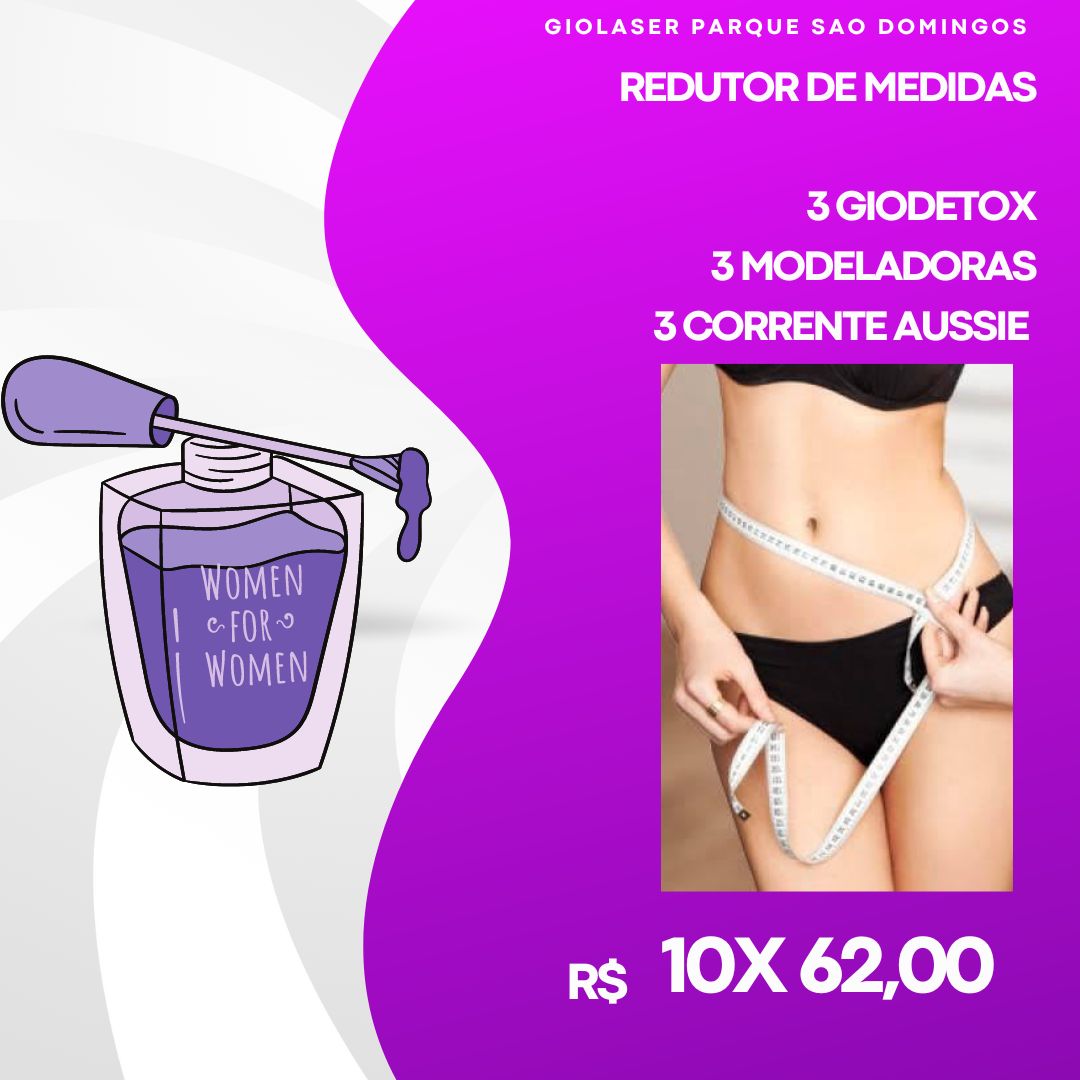 GIOLASER PARQUE SAO DOMINGOS
REDUTOR DE MEDIDAS
3 GIODETOX
3 MODELADORAS
3 CORRENTE AUSSIE
WOMEN
FOR
WOMEN
R$ 10X 62,00